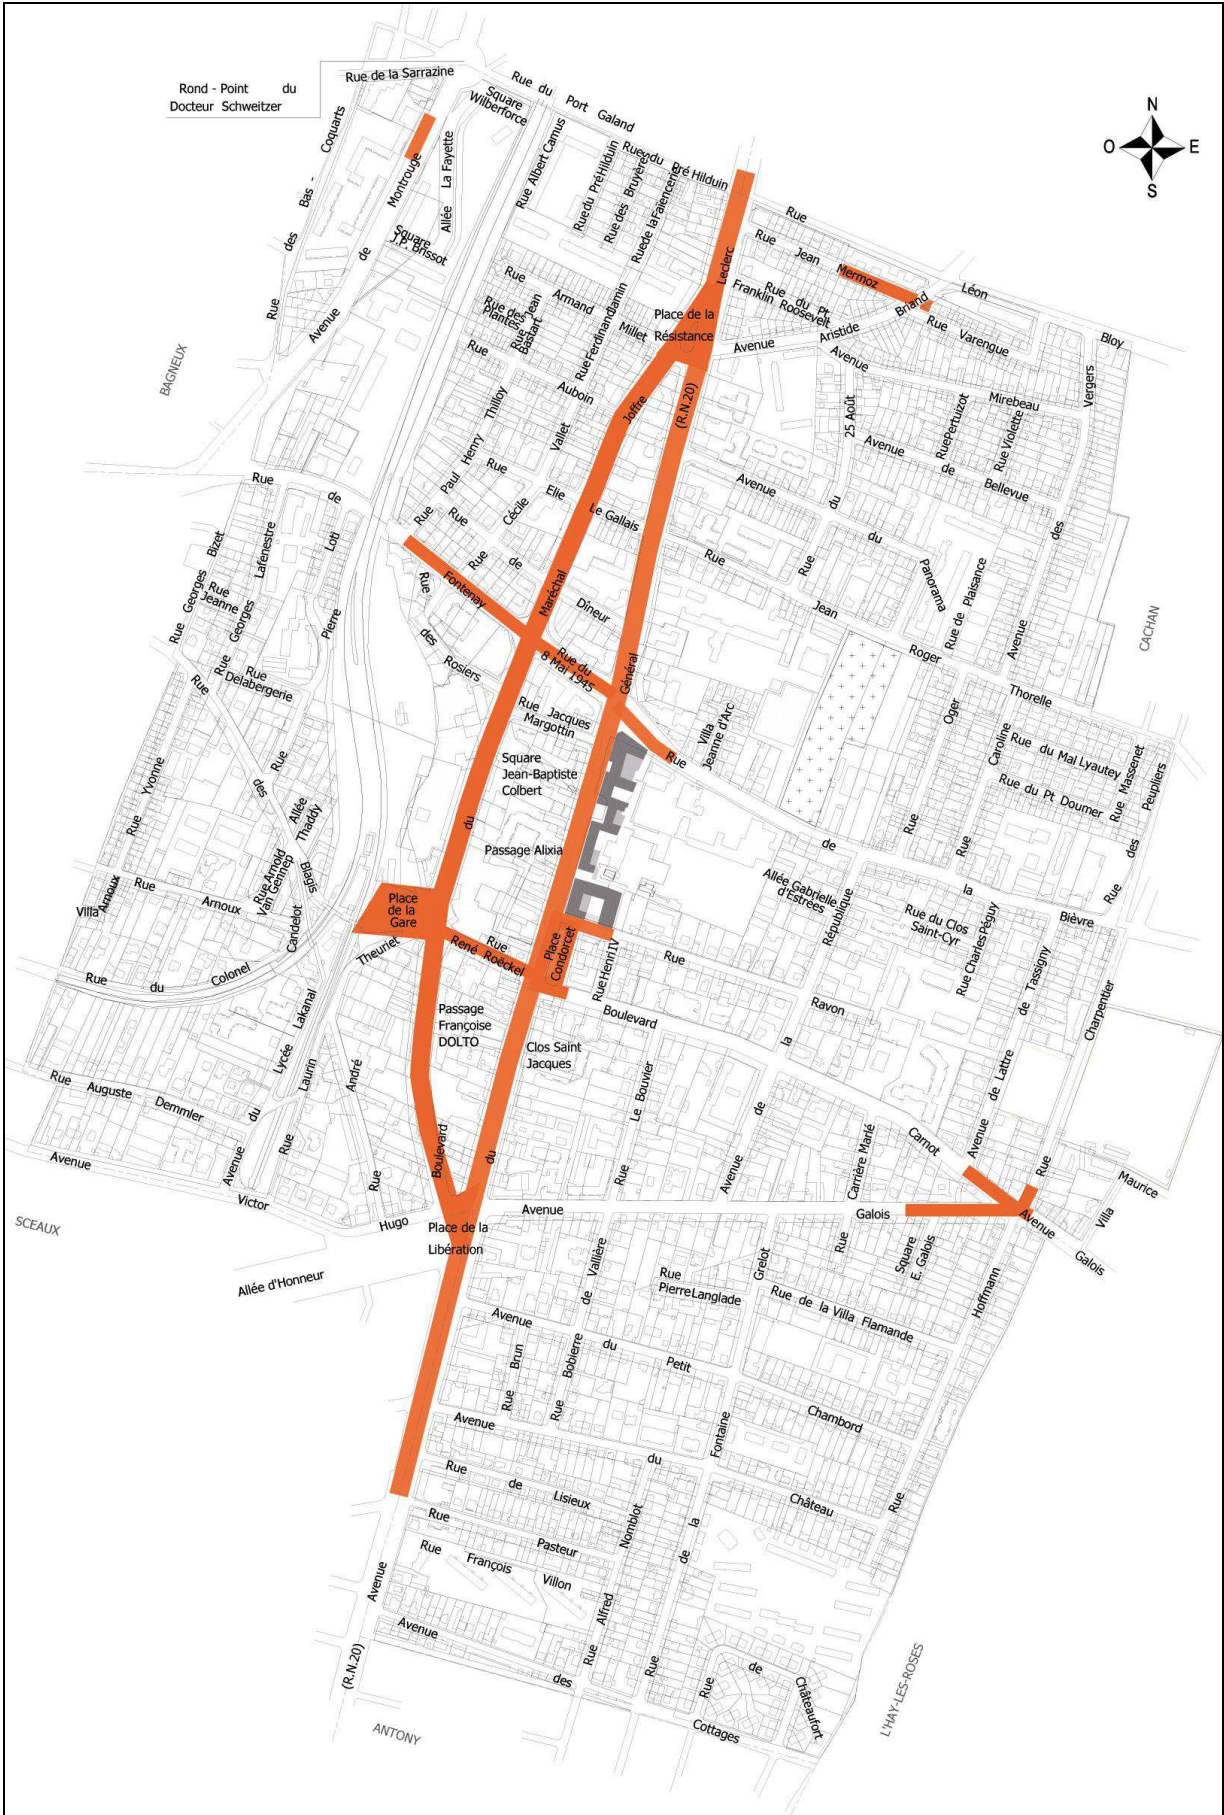 Rond - Point du
Docteur Schweitzer
Rue de la Sarrazine
Square
Wilberforce
Rue du Port Galand
Rue des Bas - Coquarts
Avenue de Montrouge
Allée La Fayette
Square
J.P. Brissot
Rue Albert Camus
Rue du Pré Hilduin
Rue du Pré Hilduin
Rue des Bruyères
Rue de la Faïencerie
N
O
E
S
Rue Léon Bloy
Rue Jean Mermoz
Leclerc
Franklin Roosevelt
Rue du Pt
Place de la
Résistance
Avenue Aristide Briand
Rue Varengue
Rue Armand Millet
Rue des
Plantes
Rue Jean
Bastart
Rue Ferdinand Jamin
Rue Auboin
BAGNEUX
Avenue Mirebeau
Avenue des Vergers
Rue Pertuizot
Rue Violette
Avenue de Bellevue
Rue du 25 Août
Joffre
(R.N.20)
Rue Paul Henry Thilloy
Vallet
Cécile
Rue
Rue Elie Le Gallais
Rue
Rue de Dîneur
Avenue du Panorama
Rue de Plaisance
Rue Jean Roger Thorelle
CACHAN
Rue de Fontenay
Rue Georges Bizet
Georges Lafenestre
Rue
Rue
Jeanne
Rue Pierre Loti
Rue
Delabergerie
Rue des Rosiers
Maréchal
Rue du
8 Mai 1945
Général
Rue Jacques
Margottin
Villa
Jeanne d'Arc
Square
Jean-Baptiste
Colbert
Passage Alixia
Rue de la Bièvre
Rue Oger
Rue Caroline
Rue du Mal Lyautey
Rue du Pt Doumer
Rue Massenet
Rue des Peupliers
Rue Yvonne
Rue des Blagis
Allée
Thaddy
Rue Arnold
Van Gennep
Candelot
Villa Arnoux
Rue Arnoux
Rue du Colonel
Place
de la
Gare
du
Theuriet
Rue
René Roëckel
Place
Condorcet
Rue Henri IV
Rue Ravon
Allée Gabrielle
d'Estrées
Avenue de la République
Rue du Clos
Saint-Cyr
Rue Charles Péguy
Avenue de Lattre de Tassigny
Rue Charpentier
Passage
Françoise
DOLTO
Clos Saint
Jacques
Boulevard Carnot
Rue Le Bouvier
Rue Carrière Marlé
Rue Auguste Demmler
Avenue du Lycée Lakanal
Rue Laurin
Rue André
Boulevard
du
Avenue Victor Hugo
SCEAUX
Place de la
Libération
Allée d'Honneur
Avenue Galois
Square
E. Galois
Avenue Galois
Villa Maurice
Rue Hoffmann
Grelot
Rue
Pierre Langlade
Rue de la Villa Flamande
Rue Bobierre de Vallière
Rue Brun
Avenue du Petit Chambord
Avenue du Château
Rue de la Fontaine
Rue de Lisieux
Rue Pasteur
Rue François Villon
Rue Alfred Nomblot
Avenue
(R.N.20)
Avenue des Cottages
Rue de Châteaufort
ANTONY
L'HAY-LES-ROSES